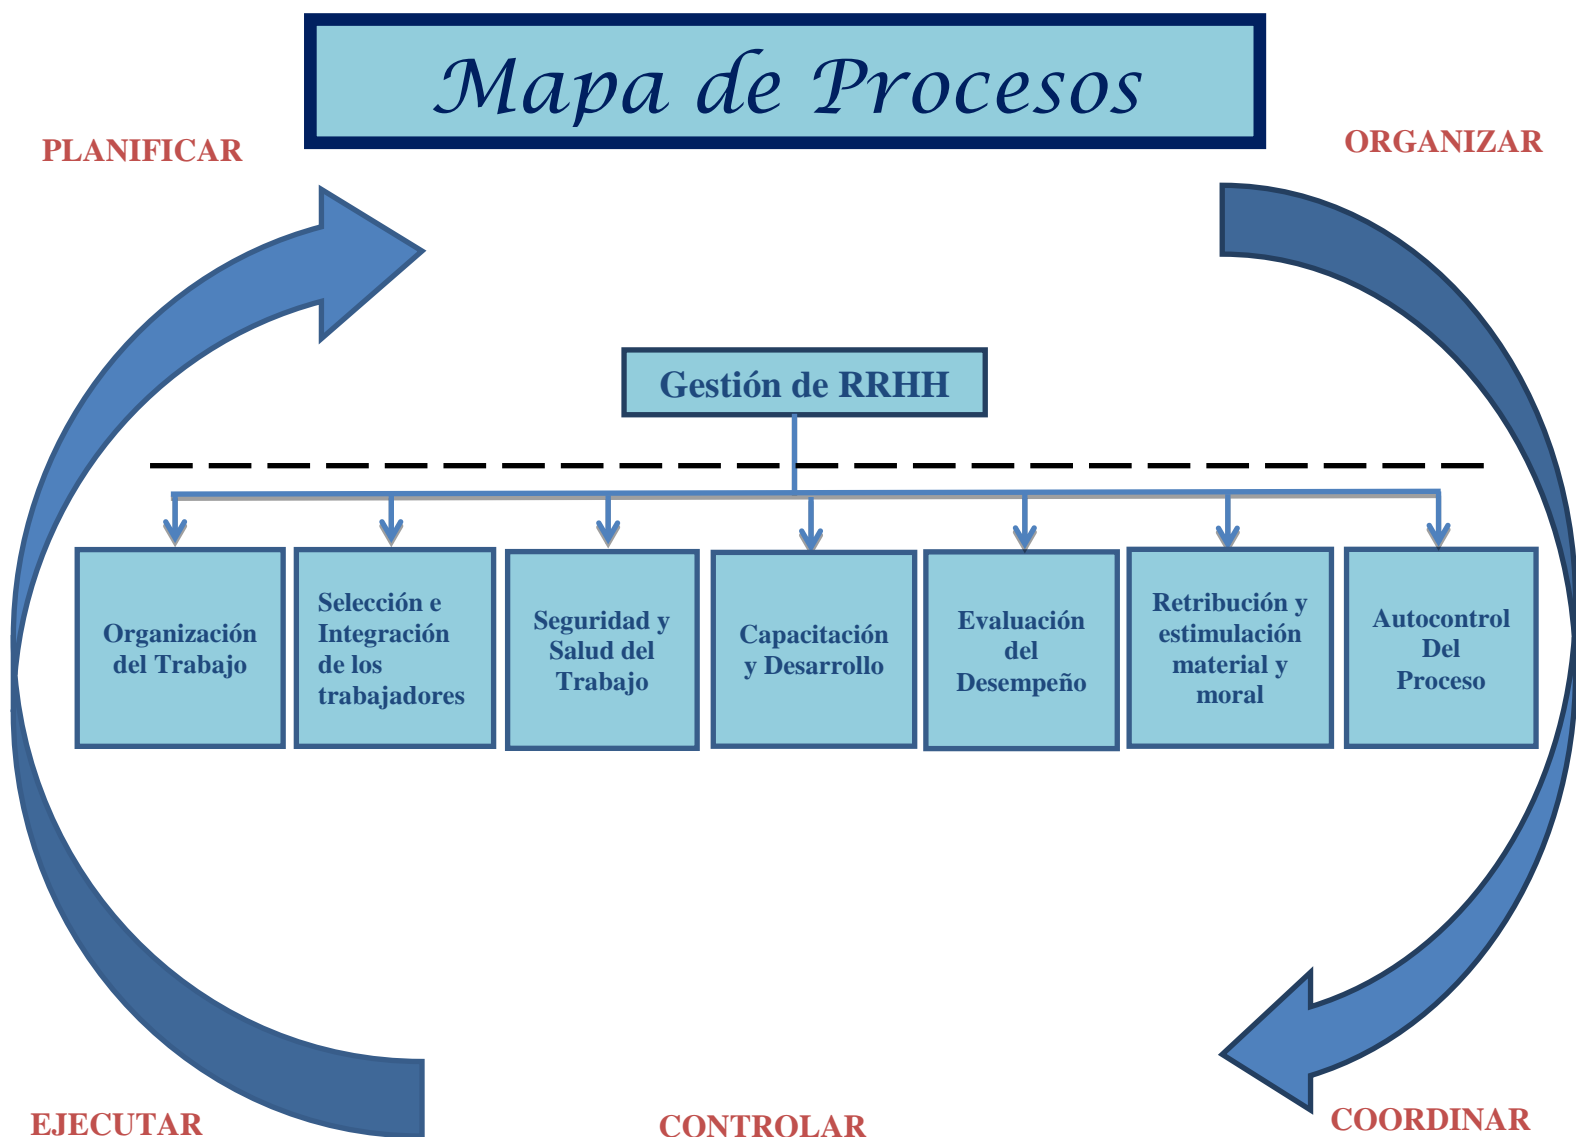 Mapa de Procesos
PLANIFICAR
ORGANIZAR
Gestión de RRHH
Organización
del Trabajo
Selección e
Integración
de los
trabajadores
Seguridad y
Salud del
Trabajo
Capacitación
y Desarrollo
Evaluación
del
Desempeño
Retribución y
estimulación
material y
moral
Autocontrol
Del
Proceso
EJECUTAR
CONTROLAR
COORDINAR